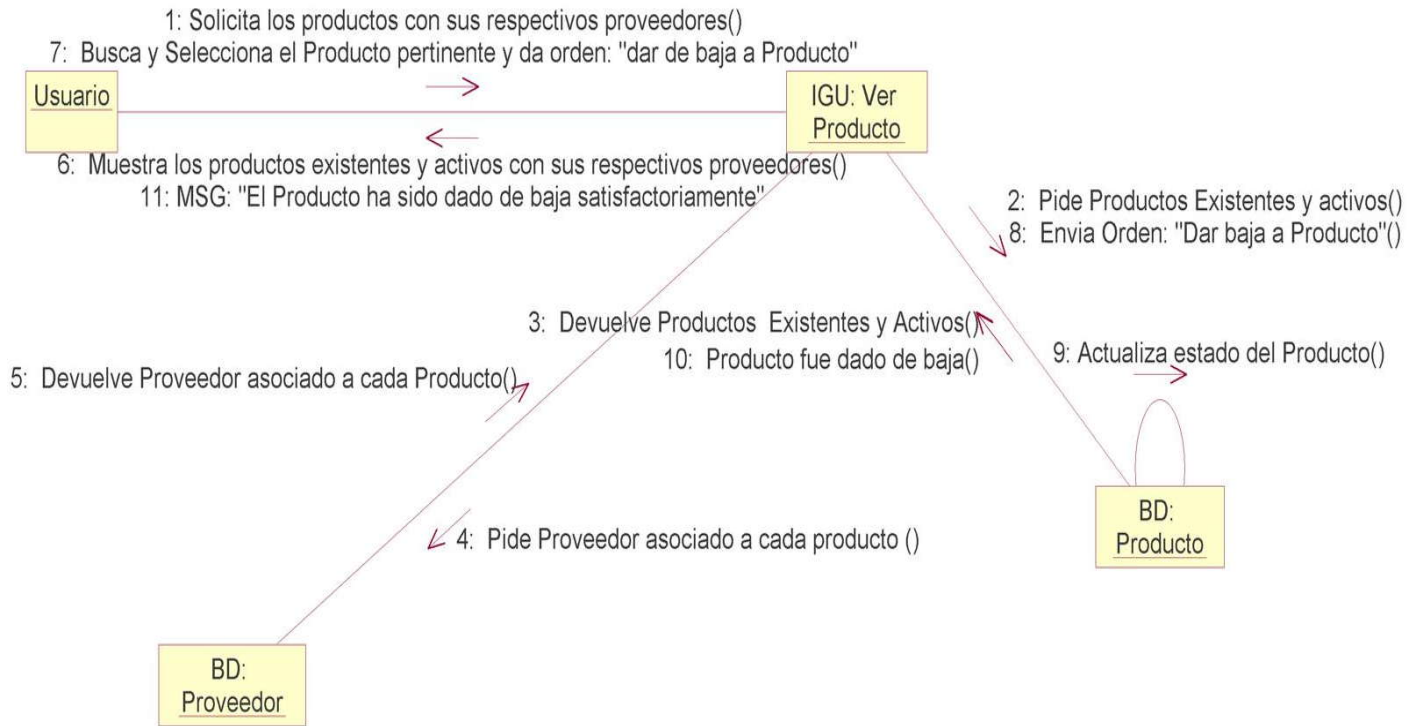 1: Solicita los productos con sus respectivos proveedores()
7: Busca y Selecciona el Producto pertinente y da orden: "dar de baja a Producto"
Usuario
IGU: Ver
Producto
6: Muestra los productos existentes y activos con sus respectivos proveedores()
11: MSG: "El Producto ha sido dado de baja satisfactoriamente"
2: Pide Productos Existentes y activos()
8: Envia Orden: "Dar baja a Producto"()
3: Devuelve Productos Existentes y Activos()
10: Producto fue dado de baja()
9: Actualiza estado del Producto()
5: Devuelve Proveedor asociado a cada Producto()
4: Pide Proveedor asociado a cada producto ()
BD:
Producto
BD:
Proveedor